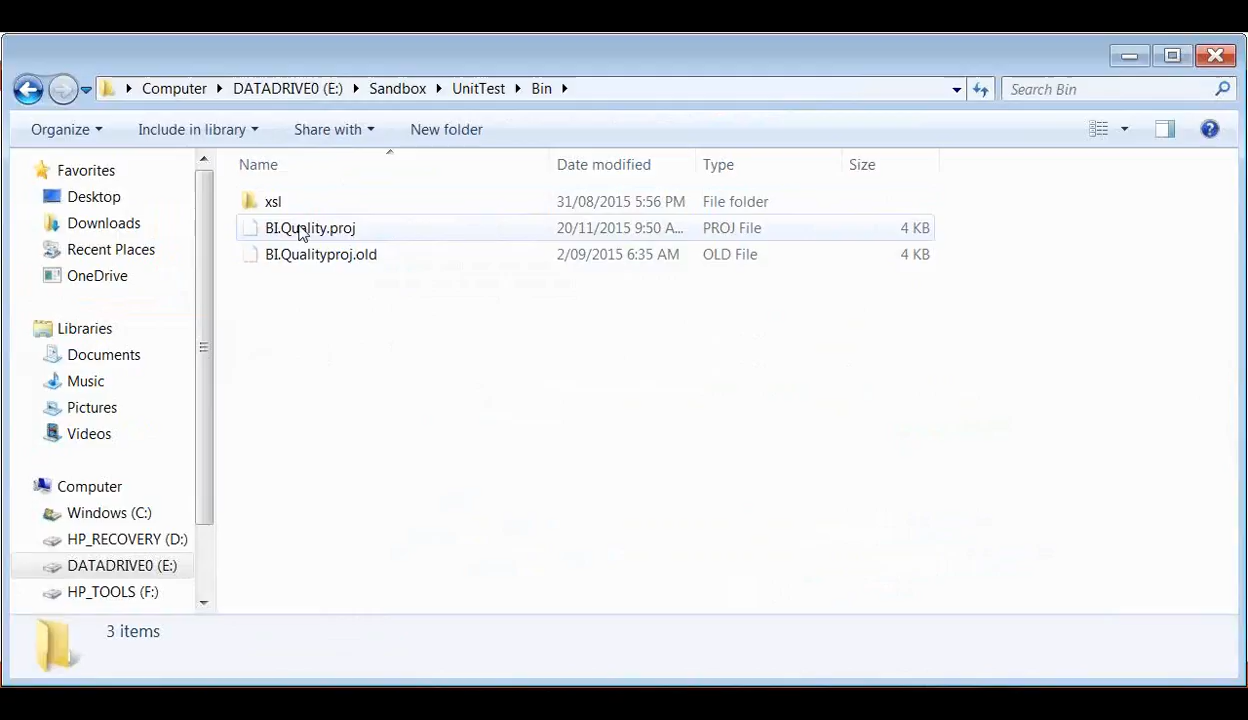 Computer DATADRIVE0 (E:) Sandbox UnitTest Bin Search Bin
Organize Include in library Share with New folder
Name Date modified Type Size
xsl 31/08/2015 5:56 PM File folder
BI.Quality.proj 20/11/2015 9:50 A... PROJ File 4 KB
BI.Qualityproj.old 2/09/2015 6:35 AM OLD File 4 KB
Favorites
Desktop
Downloads
Recent Places
OneDrive
Libraries
Documents
Music
Pictures
Videos
Computer
Windows (C:)
HP_RECOVERY (D:)
DATADRIVE0 (E:)
HP_TOOLS (F:)
3 items